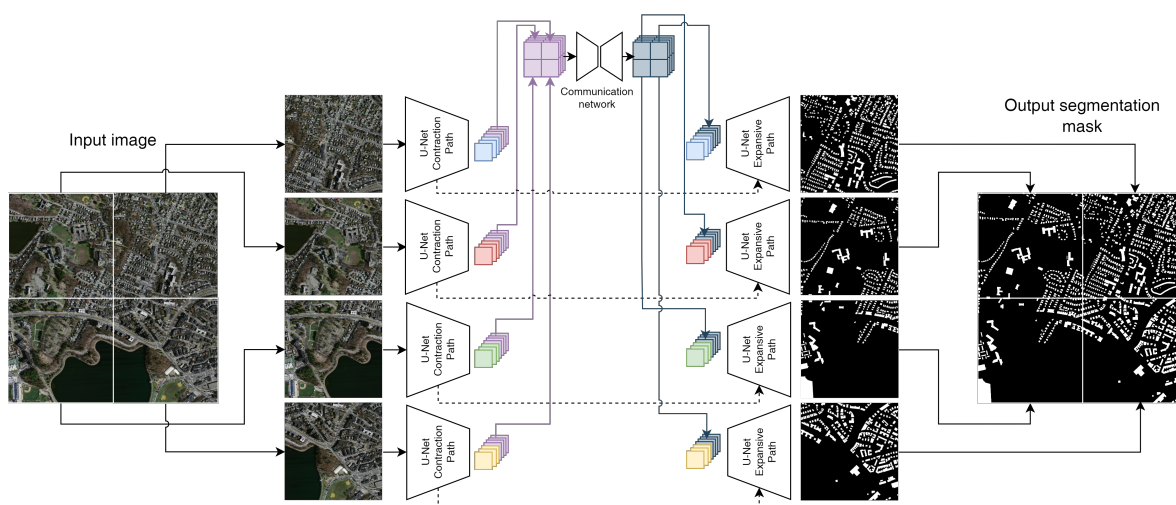 Communication
network
Input image
Output segmentation
mask
U-Net
Contraction
Path
U-Net
Expansive
Path
U-Net
Contraction
Path
U-Net
Expansive
Path
U-Net
Contraction
Path
U-Net
Expansive
Path
U-Net
Contraction
Path
U-Net
Expansive
Path